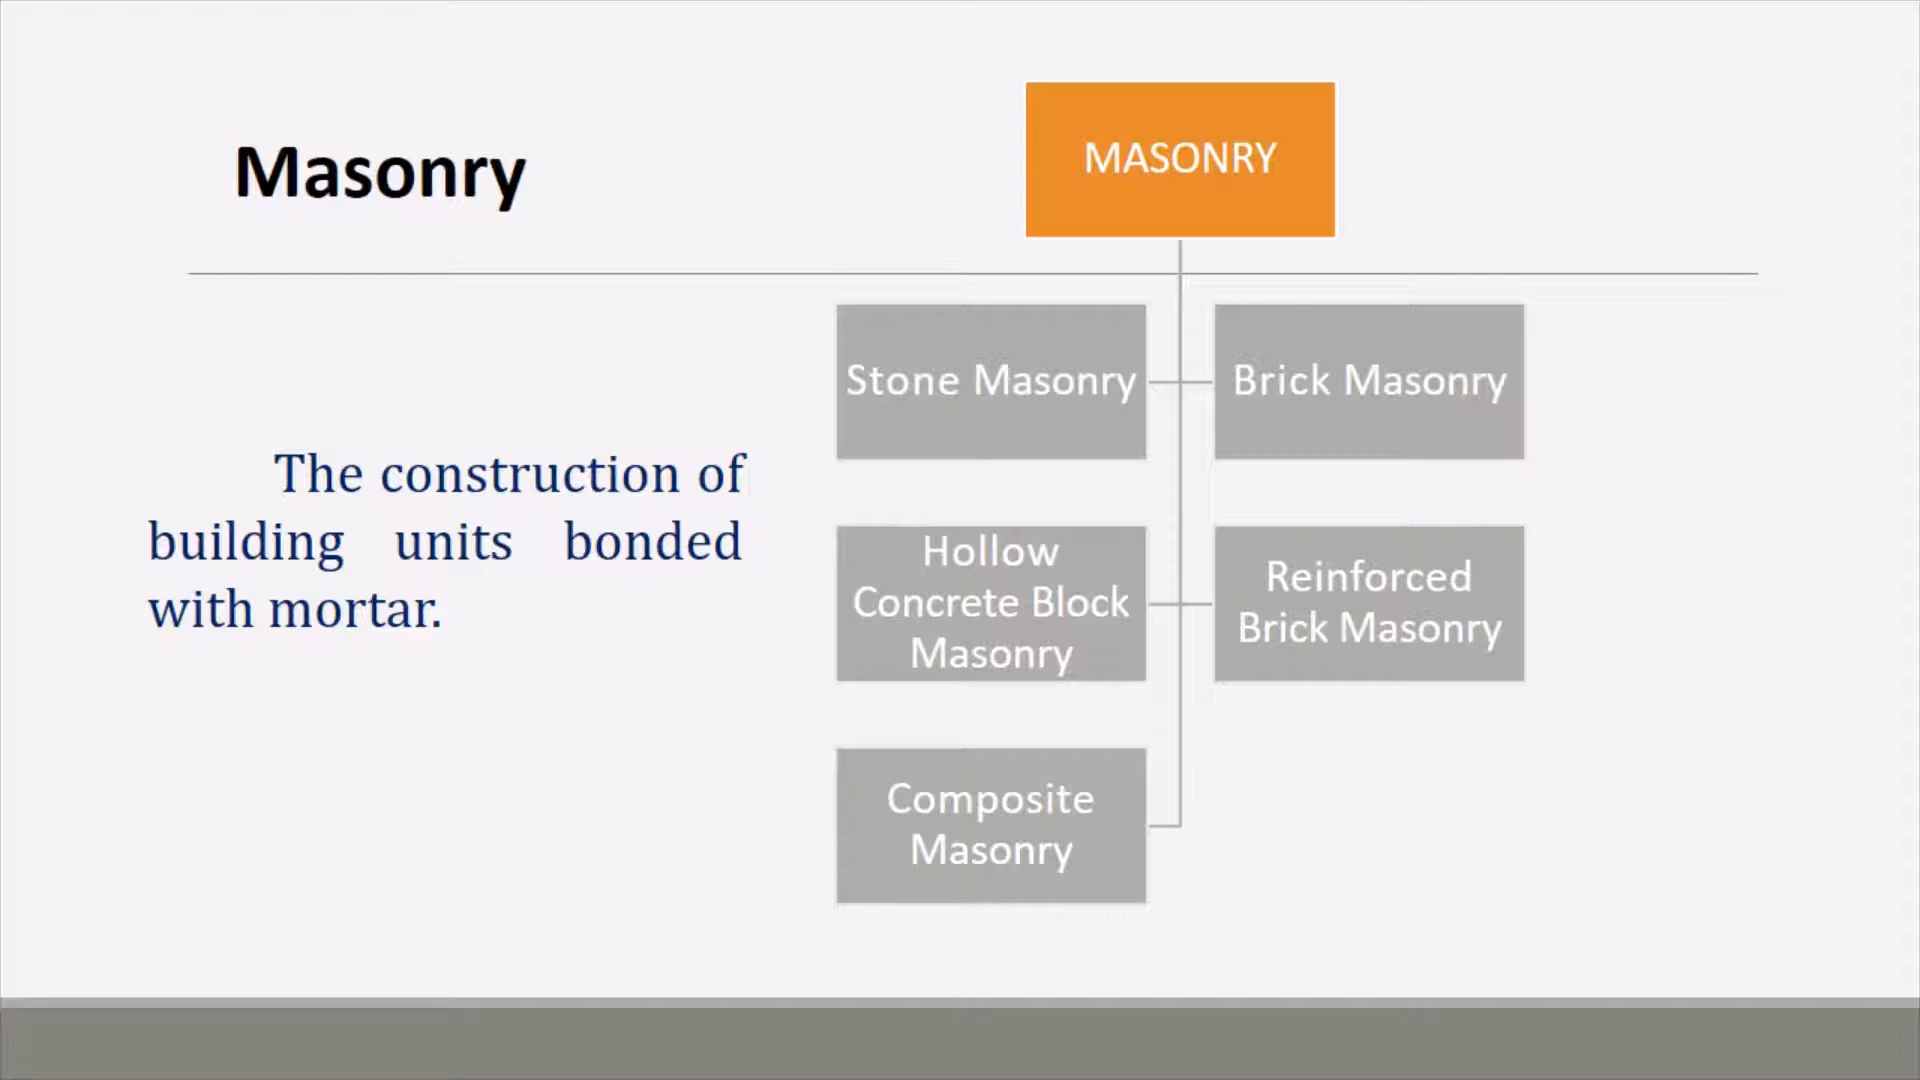 Masonry
The construction of
building units bonded
with mortar.
MASONRY
Stone Masonry
Brick Masonry
Hollow
Concrete Block
Masonry
Reinforced
Brick Masonry
Composite
Masonry